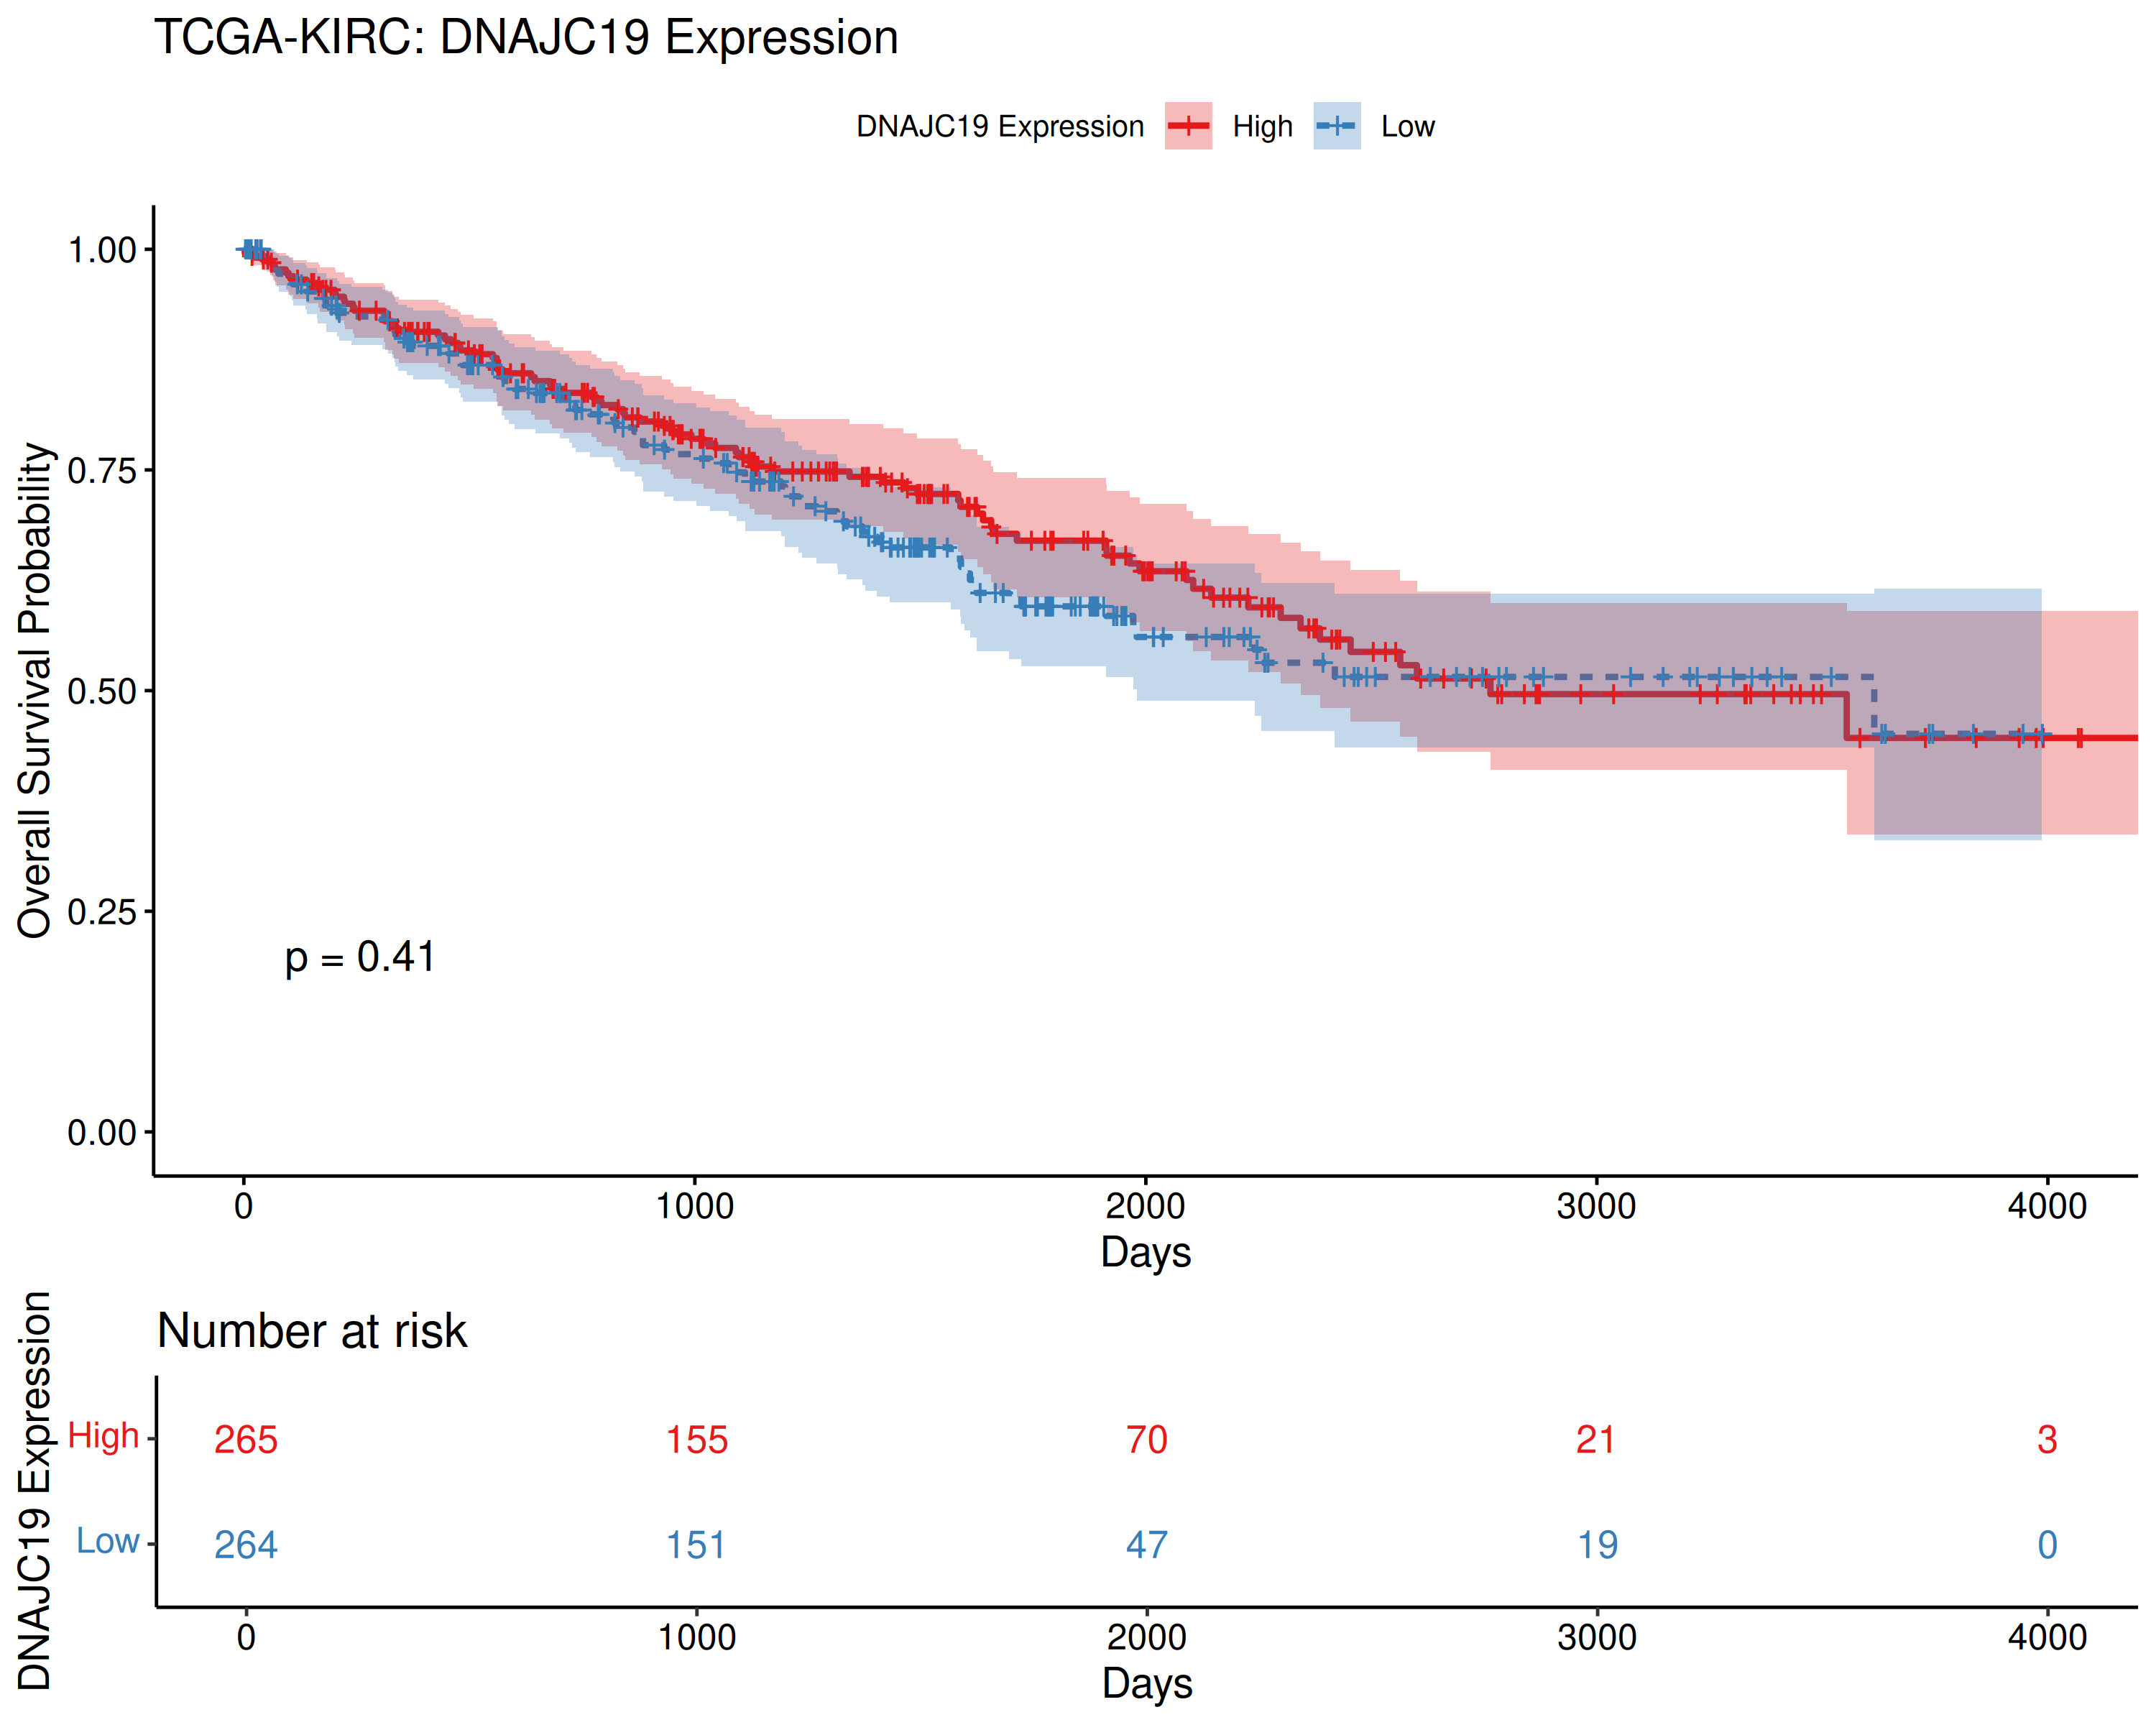 TCGA-KIRC: DNAJC19 Expression
DNAJC19 Expression High Low
Overall Survival Probability
1.00
0.75
0.50
0.25
0.00
p = 0.41
0 1000 2000 3000 4000
Days
Number at risk
DNAJC19 Expression
High 265 155 70 21 3
Low 264 151 47 19 0
0 1000 2000 3000 4000
Days